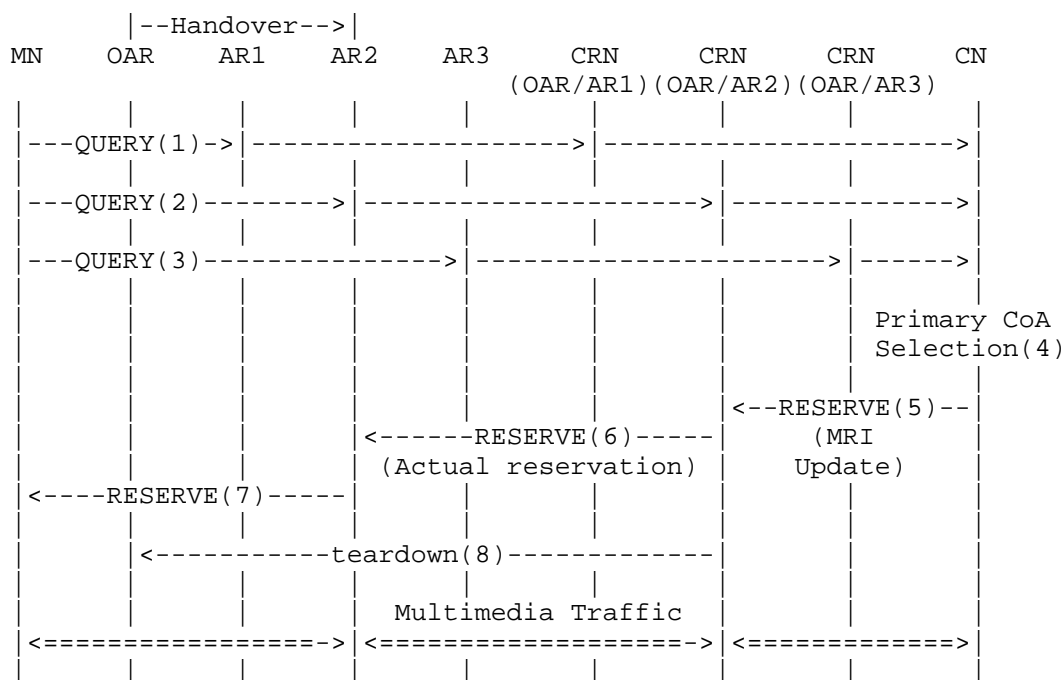 |--Handover-->|
MN OAR AR1 AR2 AR3 CRN CRN CRN CN
(OAR/AR1)(OAR/AR2)(OAR/AR3)
|---QUERY(1)->|--------------------->|---------------------->|
|---QUERY(2)-------->|--------------------->|--------------->|
|---QUERY(3)--------------->|---------------------->|------->|
Primary CoA
Selection(4)
|<--RESERVE(5)--|
|<------RESERVE(6)-----| (MRI
(Actual reservation) Update)
|<----RESERVE(7)-----|
|<-----------teardown(8)-------------|
Multimedia Traffic
|<=================->|<====================->|<=============>|